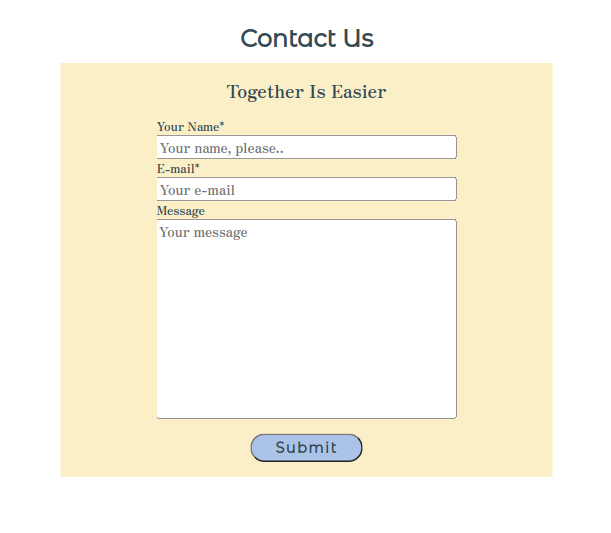 Contact Us
Together Is Easier
Your Name*
Your name, please..
E-mail*
Your e-mail
Message
Your message
Submit